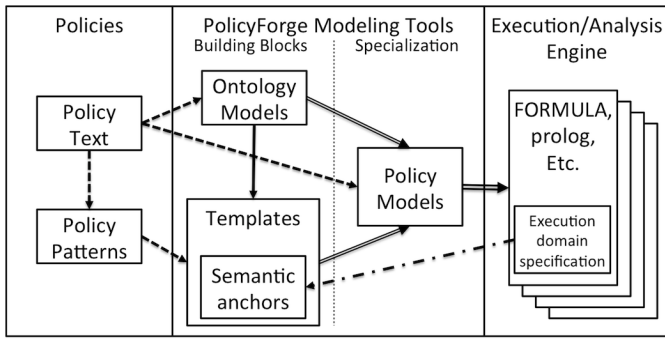 Policies
PolicyForge Modeling Tools
Building Blocks
Specialization
Execution/Analysis
Engine
Policy
Text
Policy
Patterns
Ontology
Models
Templates
Semantic
anchors
Policy
Models
FORMULA,
prolog,
Etc.
Execution
domain
specification